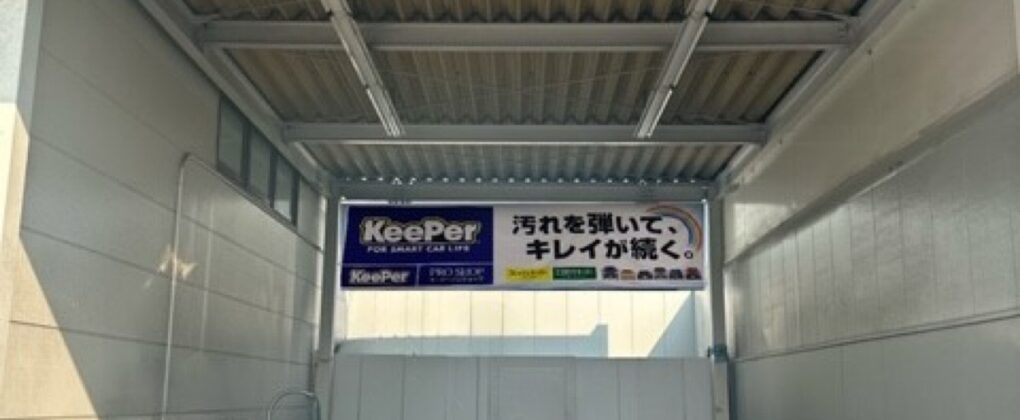 KeePer
FOR SMART CAR LIFE
KeePer
PRO SHOP
汚れを弾いて、
キレイが続く。